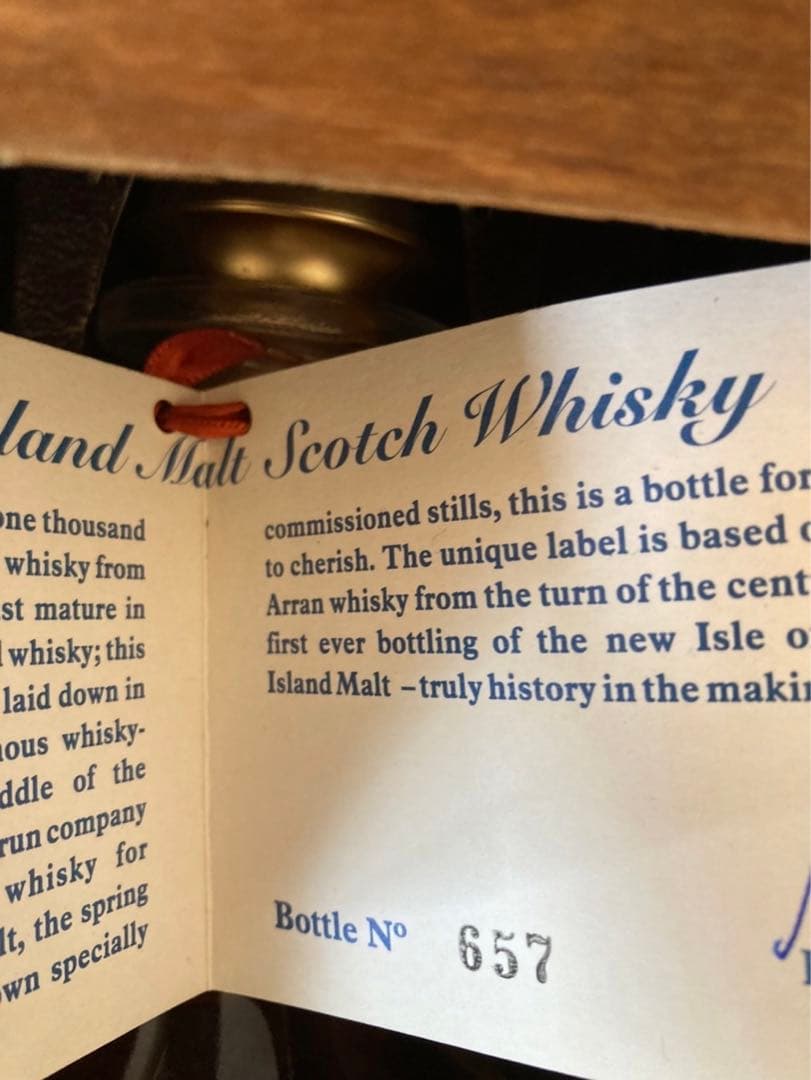 land Malt Scotch Whisky
one thousand
whisky from
st mature in
whisky; this
laid down in
ous whisky-
ddle of the
run company
whisky for
lt, the spring
wn specially
commissioned stills, this is a bottle for
to cherish. The unique label is based
Arran whisky from the turn of the cent
first ever bottling of the new Isle o
Island Malt – truly history in the makin
Bottle Nº 657